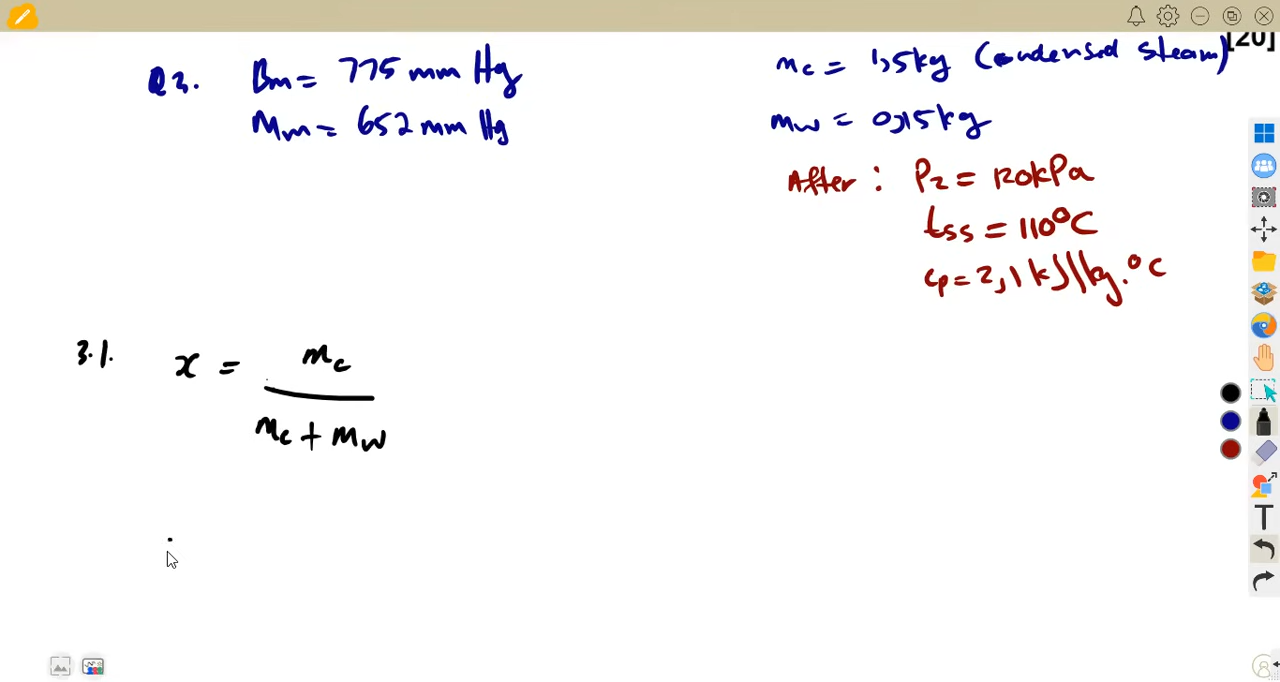 [20]
Q3. Bm = 775 mm Hg
Mm = 652 mm Hg
mc = 1,5kg (Condensed steam)
mw = 0,15kg
After : P2 = 120kPa
tss = 110°C
cp = 2,1 kJ/kg.°C
3.1. x = mc
mc + mw